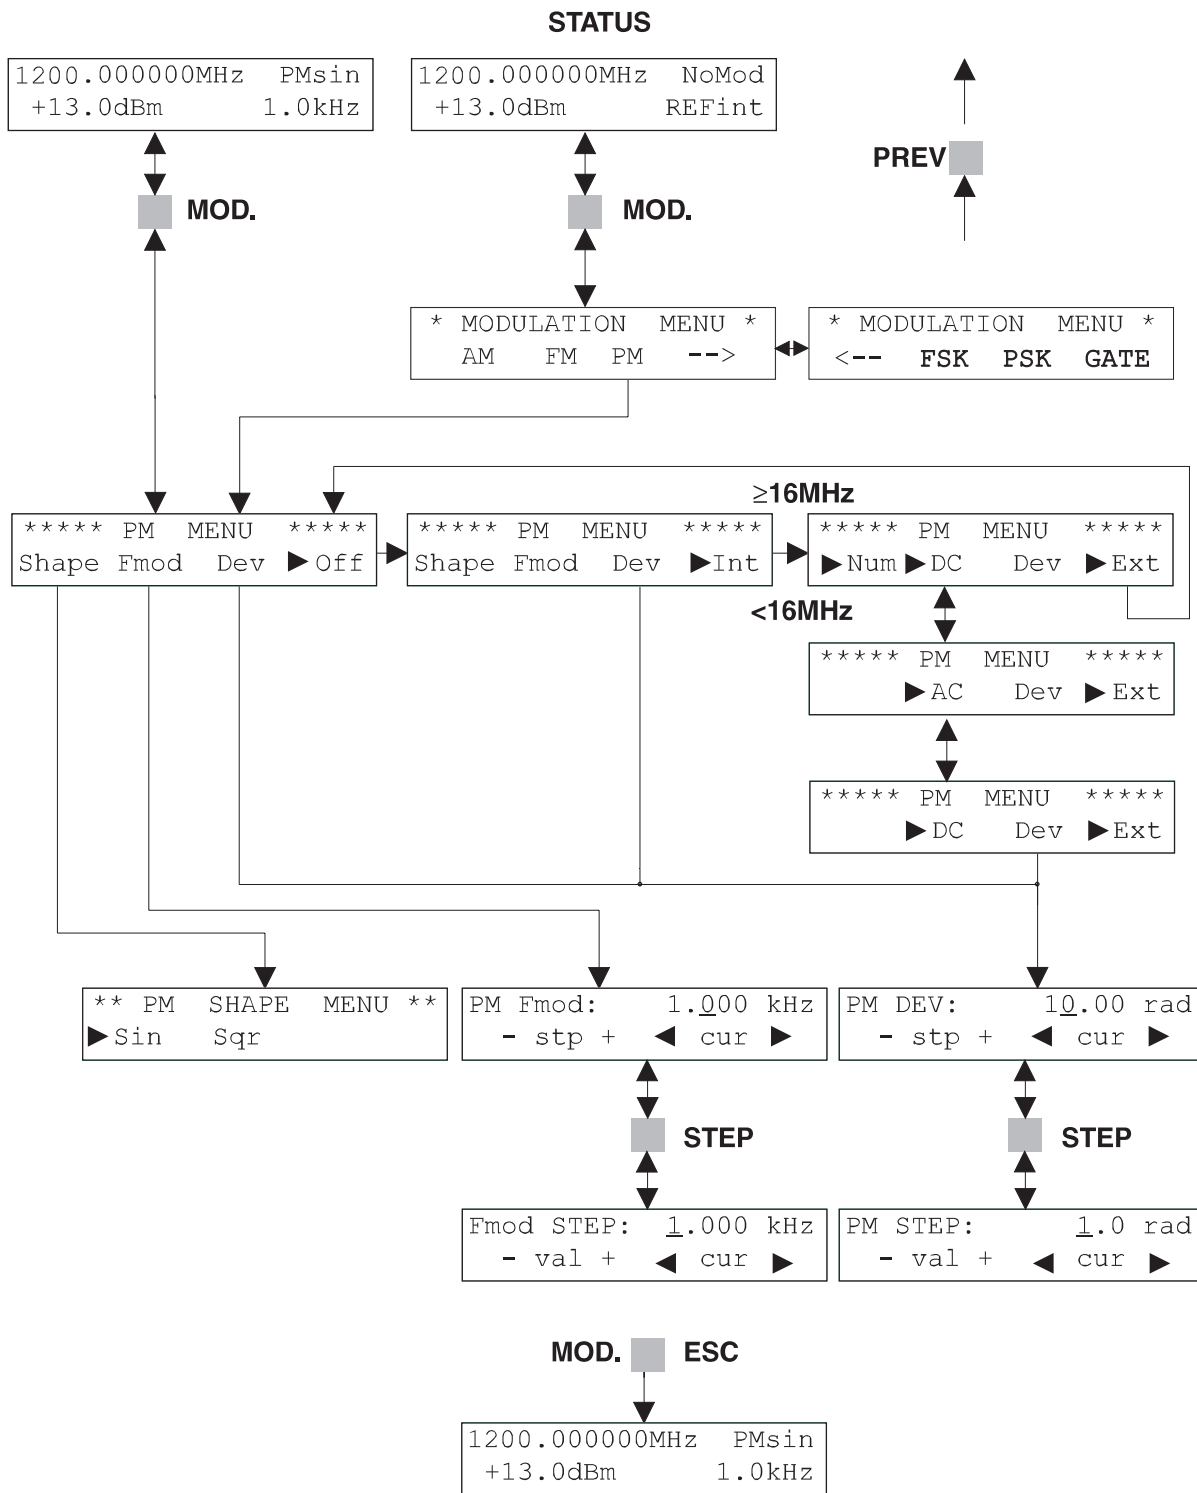 STATUS
1200.000000MHz PMsin
+13.0dBm 1.0kHz
1200.000000MHz NoMod
+13.0dBm REFint
PREV
MOD.
MOD.
* MODULATION MENU *
AM FM PM -->
* MODULATION MENU *
<-- FSK PSK GATE
≥16MHz
***** PM MENU *****
Shape Fmod Dev ►Off
***** PM MENU *****
Shape Fmod Dev ►Int
***** PM MENU *****
►Num ►DC Dev ►Ext
<16MHz
***** PM MENU *****
►AC Dev ►Ext
***** PM MENU *****
►DC Dev ►Ext
** PM SHAPE MENU **
►Sin Sqr
PM Fmod: 1.000 kHz
- stp + ◄ cur ►
PM DEV: 10.00 rad
- stp + ◄ cur ►
STEP
STEP
Fmod STEP: 1.000 kHz
- val + ◄ cur ►
PM STEP: 1.0 rad
- val + ◄ cur ►
MOD. ESC
1200.000000MHz PMsin
+13.0dBm 1.0kHz